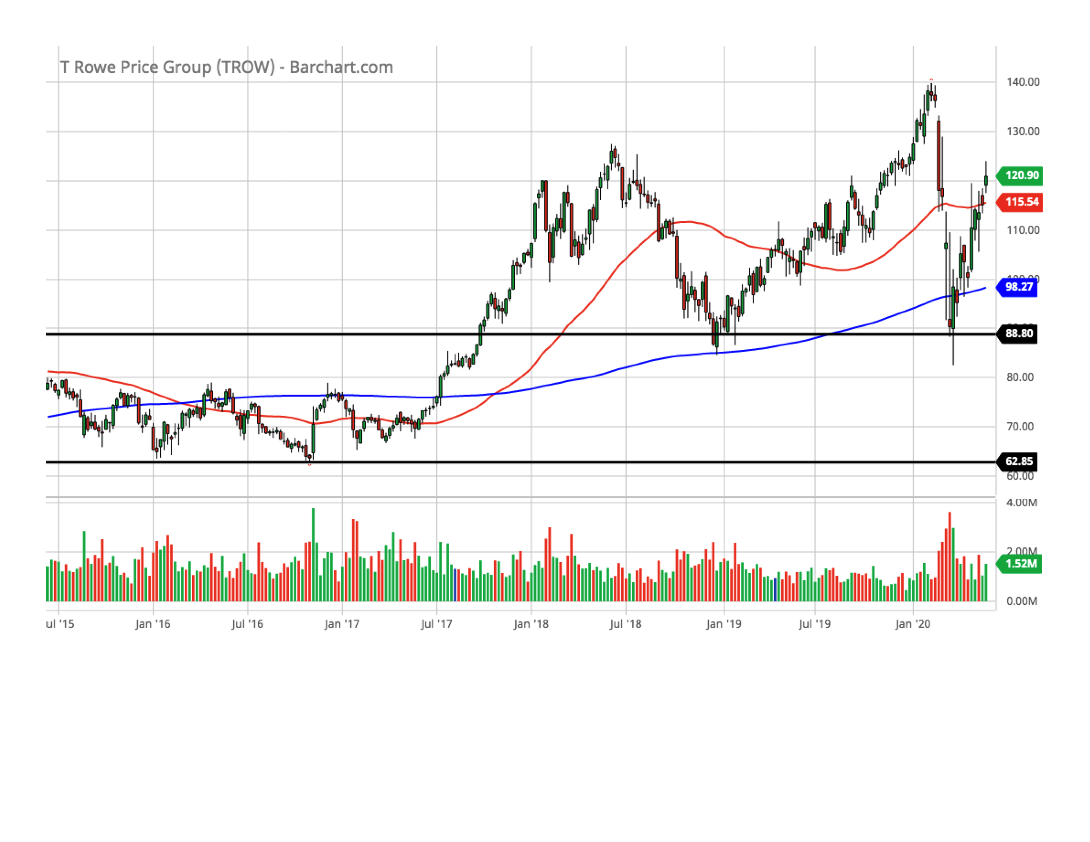 T Rowe Price Group (TROW) - Barchart.com
140.00
130.00
120.90
115.54
110.00
98.27
88.80
80.00
70.00
62.85
60.00
4.00M
2.00M
1.52M
0.00M
ul '15 Jan '16 Jul '16 Jan '17 Jul '17 Jan '18 Jul '18 Jan '19 Jul '19 Jan '20